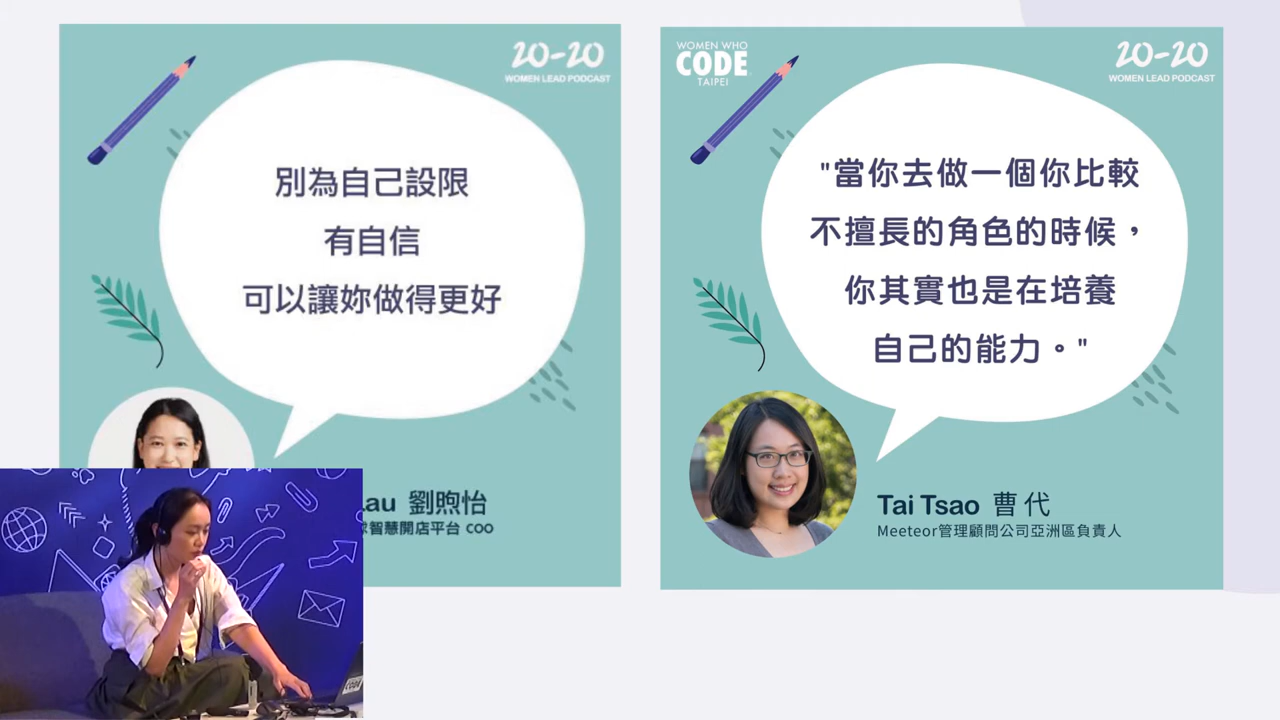 20-20
WOMEN LEAD PODCAST
別為自己設限
有自信
可以讓妳做得更好
劉煦怡
智慧開店平台 COO
WOMEN WHO
CODE
TAIPEI
20-20
WOMEN LEAD PODCAST
"當你去做一個你比較
不擅長的角色的時候，
你其實也是在培養
自己的能力。"
Tai Tsao 曹代
Meeteor管理顧問公司亞洲區負責人